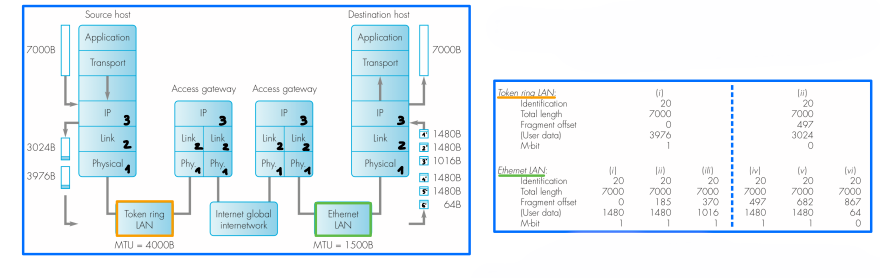 Source host
Destination host
Application
Application
7000B
7000B
Transport
Transport
Access gateway
Access gateway
IP 3
IP 3
IP 3
IP 3
1 1480B
2 1480B
3 1016B
4 1480B
5 1480B
6 64B
Link 2
Link 2
Link 2
Link 2
Link 2
Link 2
3024B
3976B
Physical 1
Phy. 1
Phy. 1
Phy. 1
Phy. 1
Physical 1
Token ring
LAN
Internet global
internetwork
Ethernet
LAN
MTU = 4000B
MTU = 1500B
Token ring LAN: (i) (ii)
Identification 20 20
Total length 7000 7000
Fragment offset 0 497
(User data) 3976 3024
M-bit 1 0
Ethernet LAN: (i) (ii) (iii) (iv) (v) (vi)
Identification 20 20 20 20 20 20
Total length 7000 7000 7000 7000 7000 7000
Fragment offset 0 185 370 497 682 867
(User data) 1480 1480 1016 1480 1480 64
M-bit 1 1 1 1 1 0